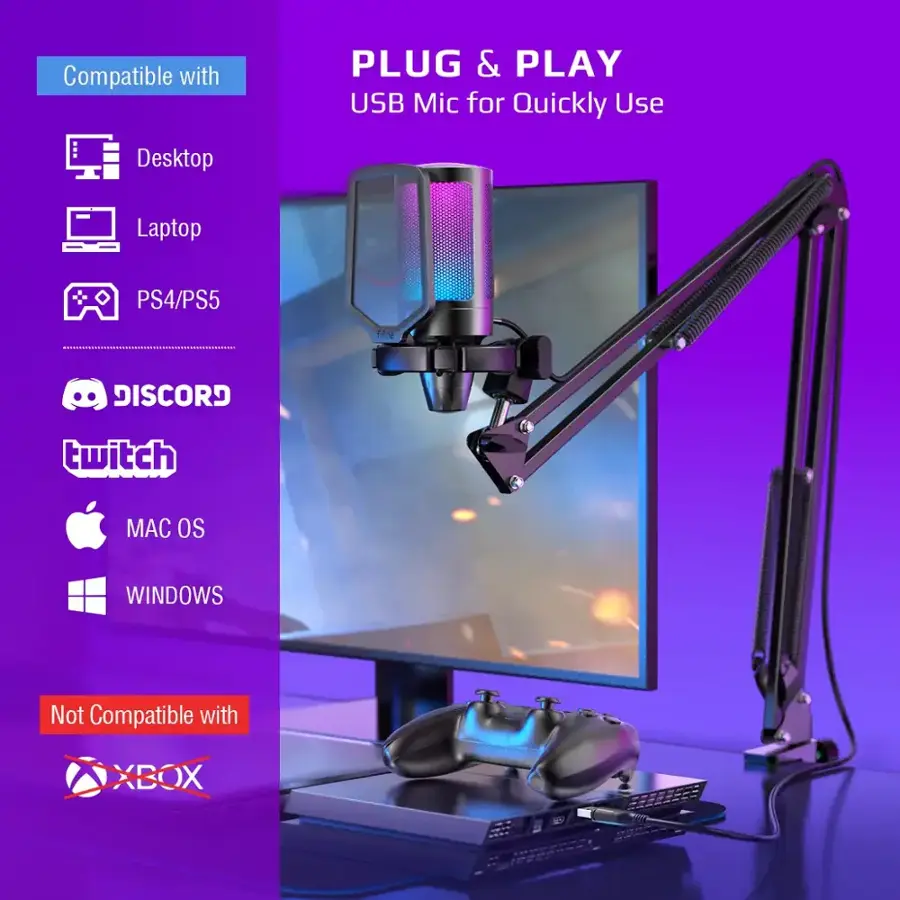 Compatible with
Desktop
Laptop
PS4/PS5
DISCORD
twitch
MAC OS
WINDOWS
Not Compatible with
XBOX
PLUG & PLAY
USB Mic for Quickly Use